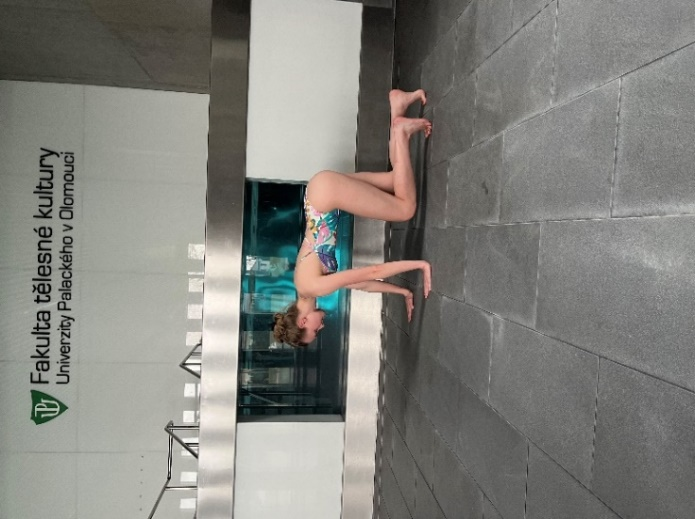 Fakulta tělesné kultury
Univerzity Palackého v Olomouci